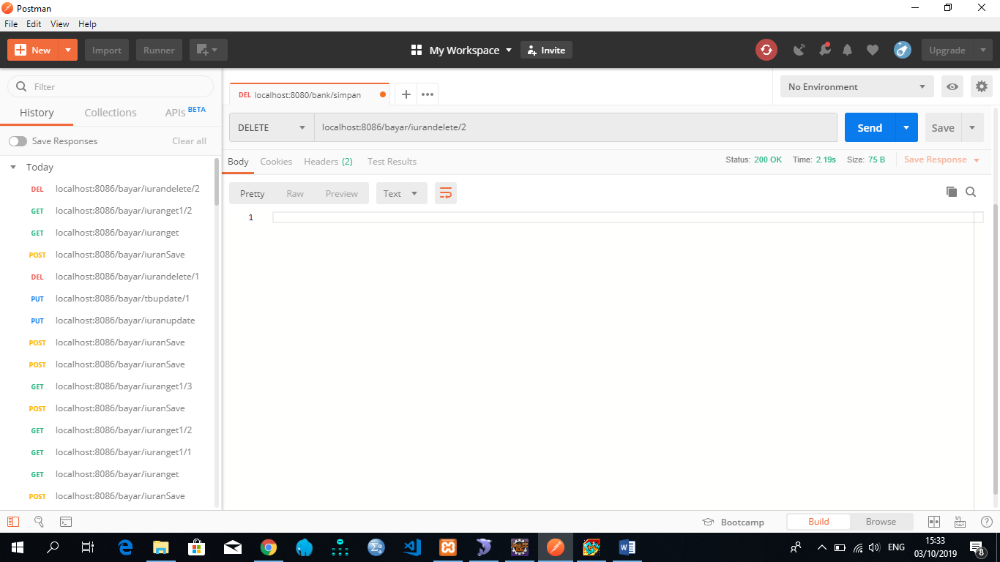 Postman
File Edit View Help
New Import Runner My Workspace Invite Upgrade
Filter
History Collections APIs BETA
Save Responses Clear all
Today
DEL localhost:8086/bayar/iurandelete/2
GET localhost:8086/bayar/iuranget1/2
GET localhost:8086/bayar/iuranget
POST localhost:8086/bayar/iuranSave
DEL localhost:8086/bayar/iurandelete/1
PUT localhost:8086/bayar/tbupdate/1
PUT localhost:8086/bayar/iuranupdate
POST localhost:8086/bayar/iuranSave
POST localhost:8086/bayar/iuranSave
GET localhost:8086/bayar/iuranget1/3
POST localhost:8086/bayar/iuranSave
GET localhost:8086/bayar/iuranget1/2
GET localhost:8086/bayar/iuranget1/1
GET localhost:8086/bayar/iuranget
POST localhost:8086/bayar/iuranSave
DEL localhost:8080/bank/simpan
No Environment
DELETE localhost:8086/bayar/iurandelete/2 Send Save
Body Cookies Headers (2) Test Results Status: 200 OK Time: 2.19s Size: 75 B Save Response
Pretty Raw Preview Text
1
Bootcamp Build Browse
ENG 15:33
03/10/2019 8